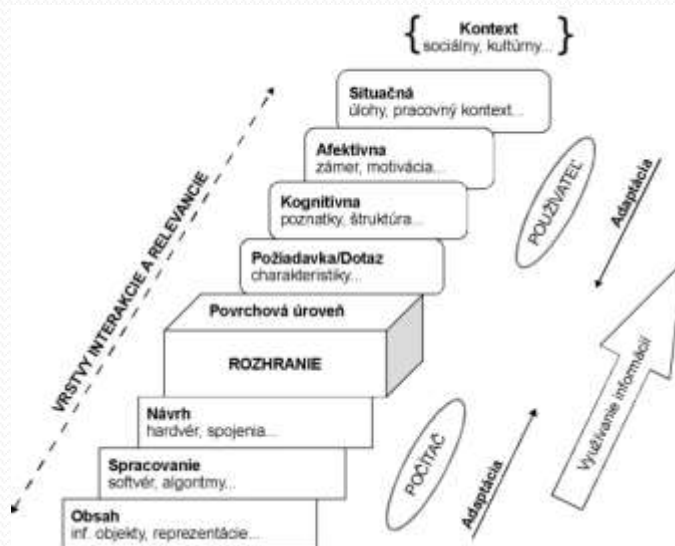 Kontext
sociálny, kultúrny...
Situačná
úlohy, pracovný kontext...
Afektívna
zámer, motivácia...
Kognitívna
poznatky, štruktúra...
Požiadavka/Dotaz
charakteristiky...
Povrchová úroveň
ROZHRANIE
Návrh
hardvér, spojenia...
Spracovanie
softvér, algoritmy...
Obsah
inf. objekty, reprezentácie...
VRSTVY INTERAKCIE A RELEVANCIE
POUŽÍVATEĽ
Adaptácia
POČÍTAČ
Adaptácia
Využívanie informácií